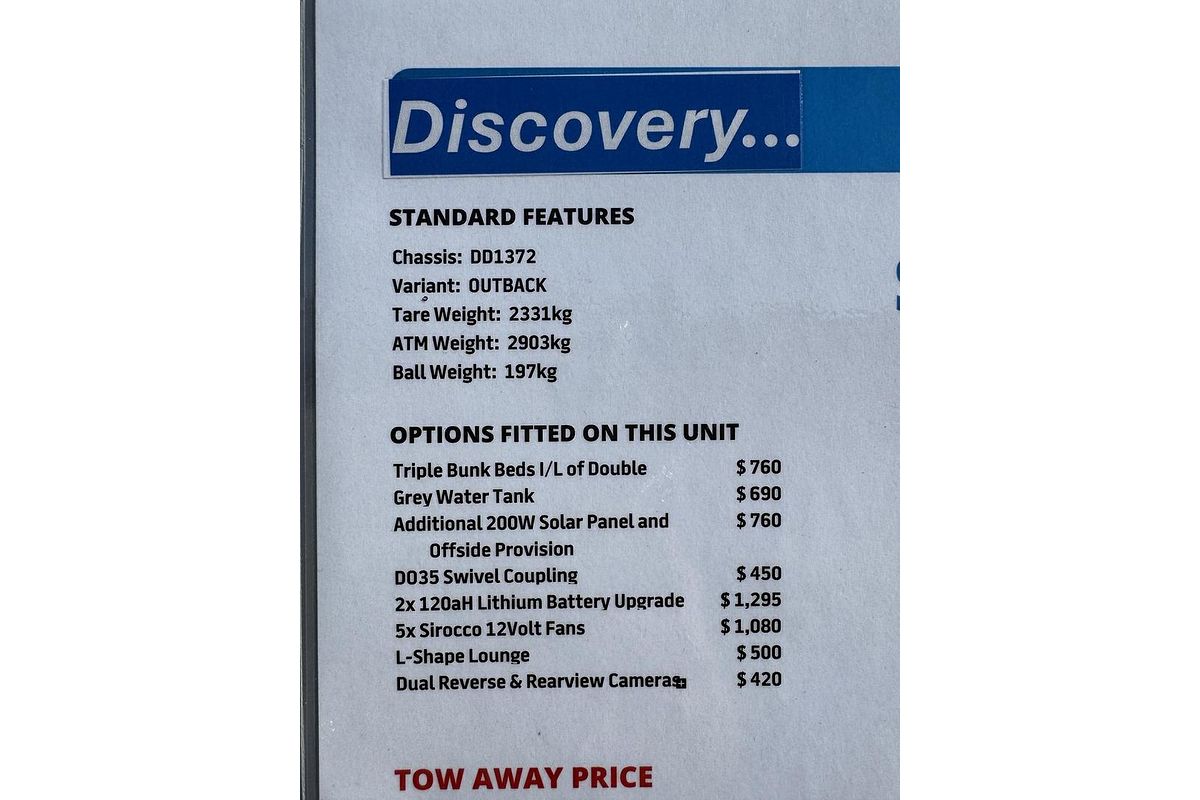 Discovery...
STANDARD FEATURES
Chassis: DD1372
Variant: OUTBACK
Tare Weight: 2331kg
ATM Weight: 2903kg
Ball Weight: 197kg
OPTIONS FITTED ON THIS UNIT
Triple Bunk Beds I/L of Double $ 760
Grey Water Tank $ 690
Additional 200W Solar Panel and $ 760
Offside Provision
DO35 Swivel Coupling $ 450
2x 120aH Lithium Battery Upgrade $ 1,295
5x Sirocco 12Volt Fans $ 1,080
L-Shape Lounge $ 500
Dual Reverse & Rearview Cameras $ 420
TOW AWAY PRICE